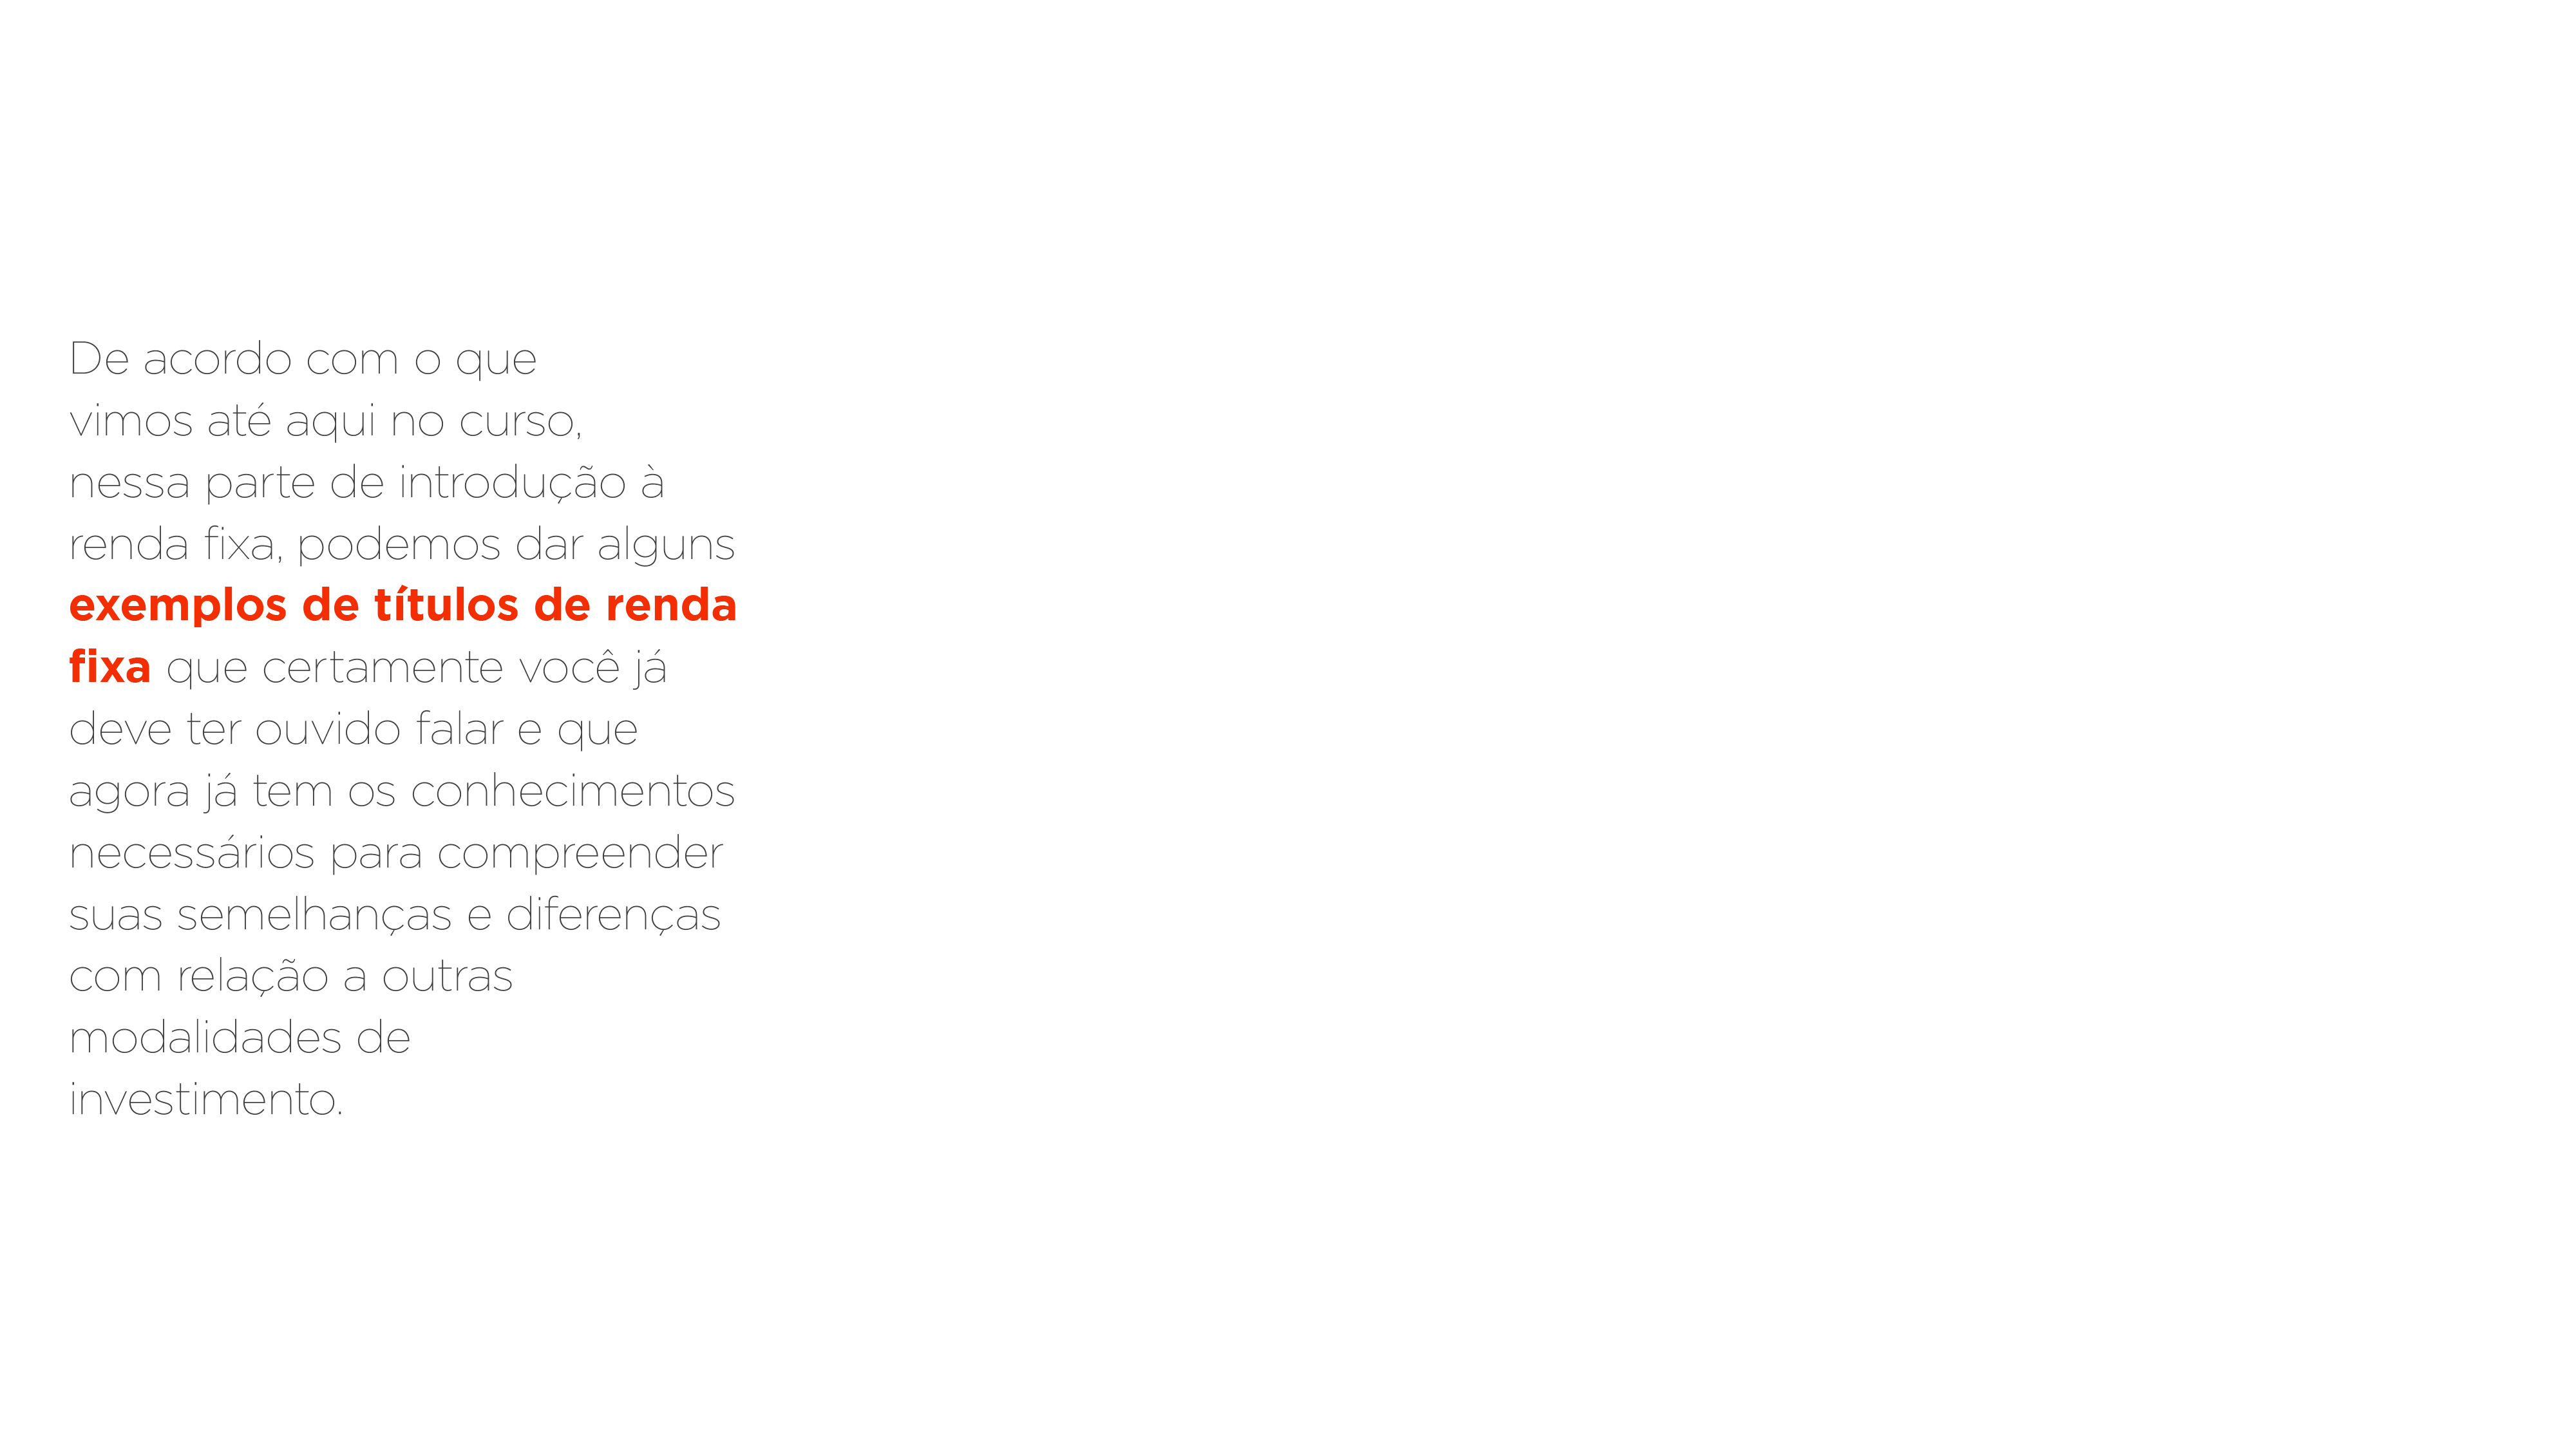 De acordo com o que
vimos até aqui no curso,
nessa parte de introdução à
renda fixa, podemos dar alguns
exemplos de títulos de renda
fixa que certamente você já
deve ter ouvido falar e que
agora já tem os conhecimentos
necessários para compreender
suas semelhanças e diferenças
com relação a outras
modalidades de
investimento.